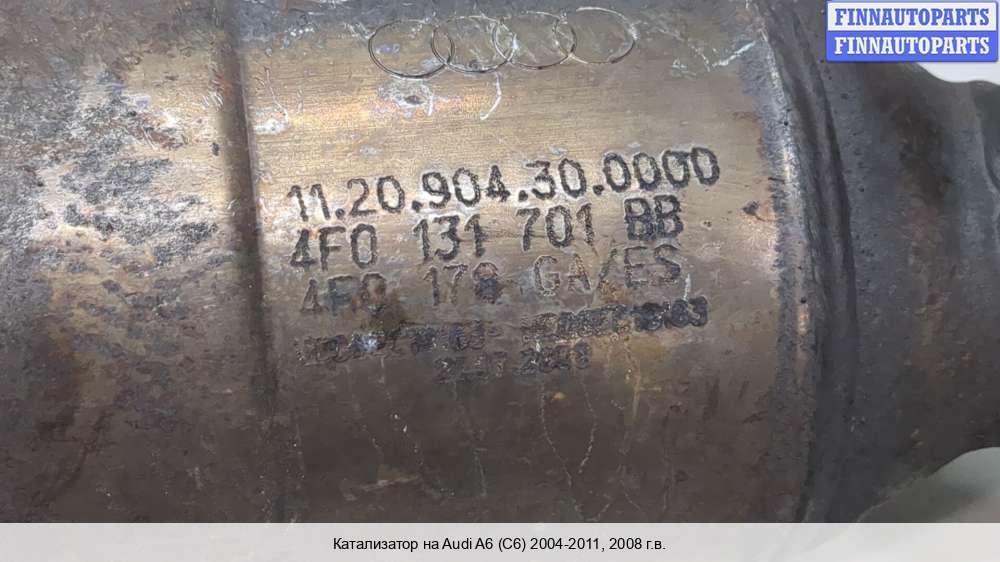 FINNAUTOPARTS
FINNAUTOPARTS
11.20.904.30.0000
4F0 131 701 BB
4F0 178 GA/ES
Катализатор на Audi A6 (C6) 2004-2011, 2008 г.в.